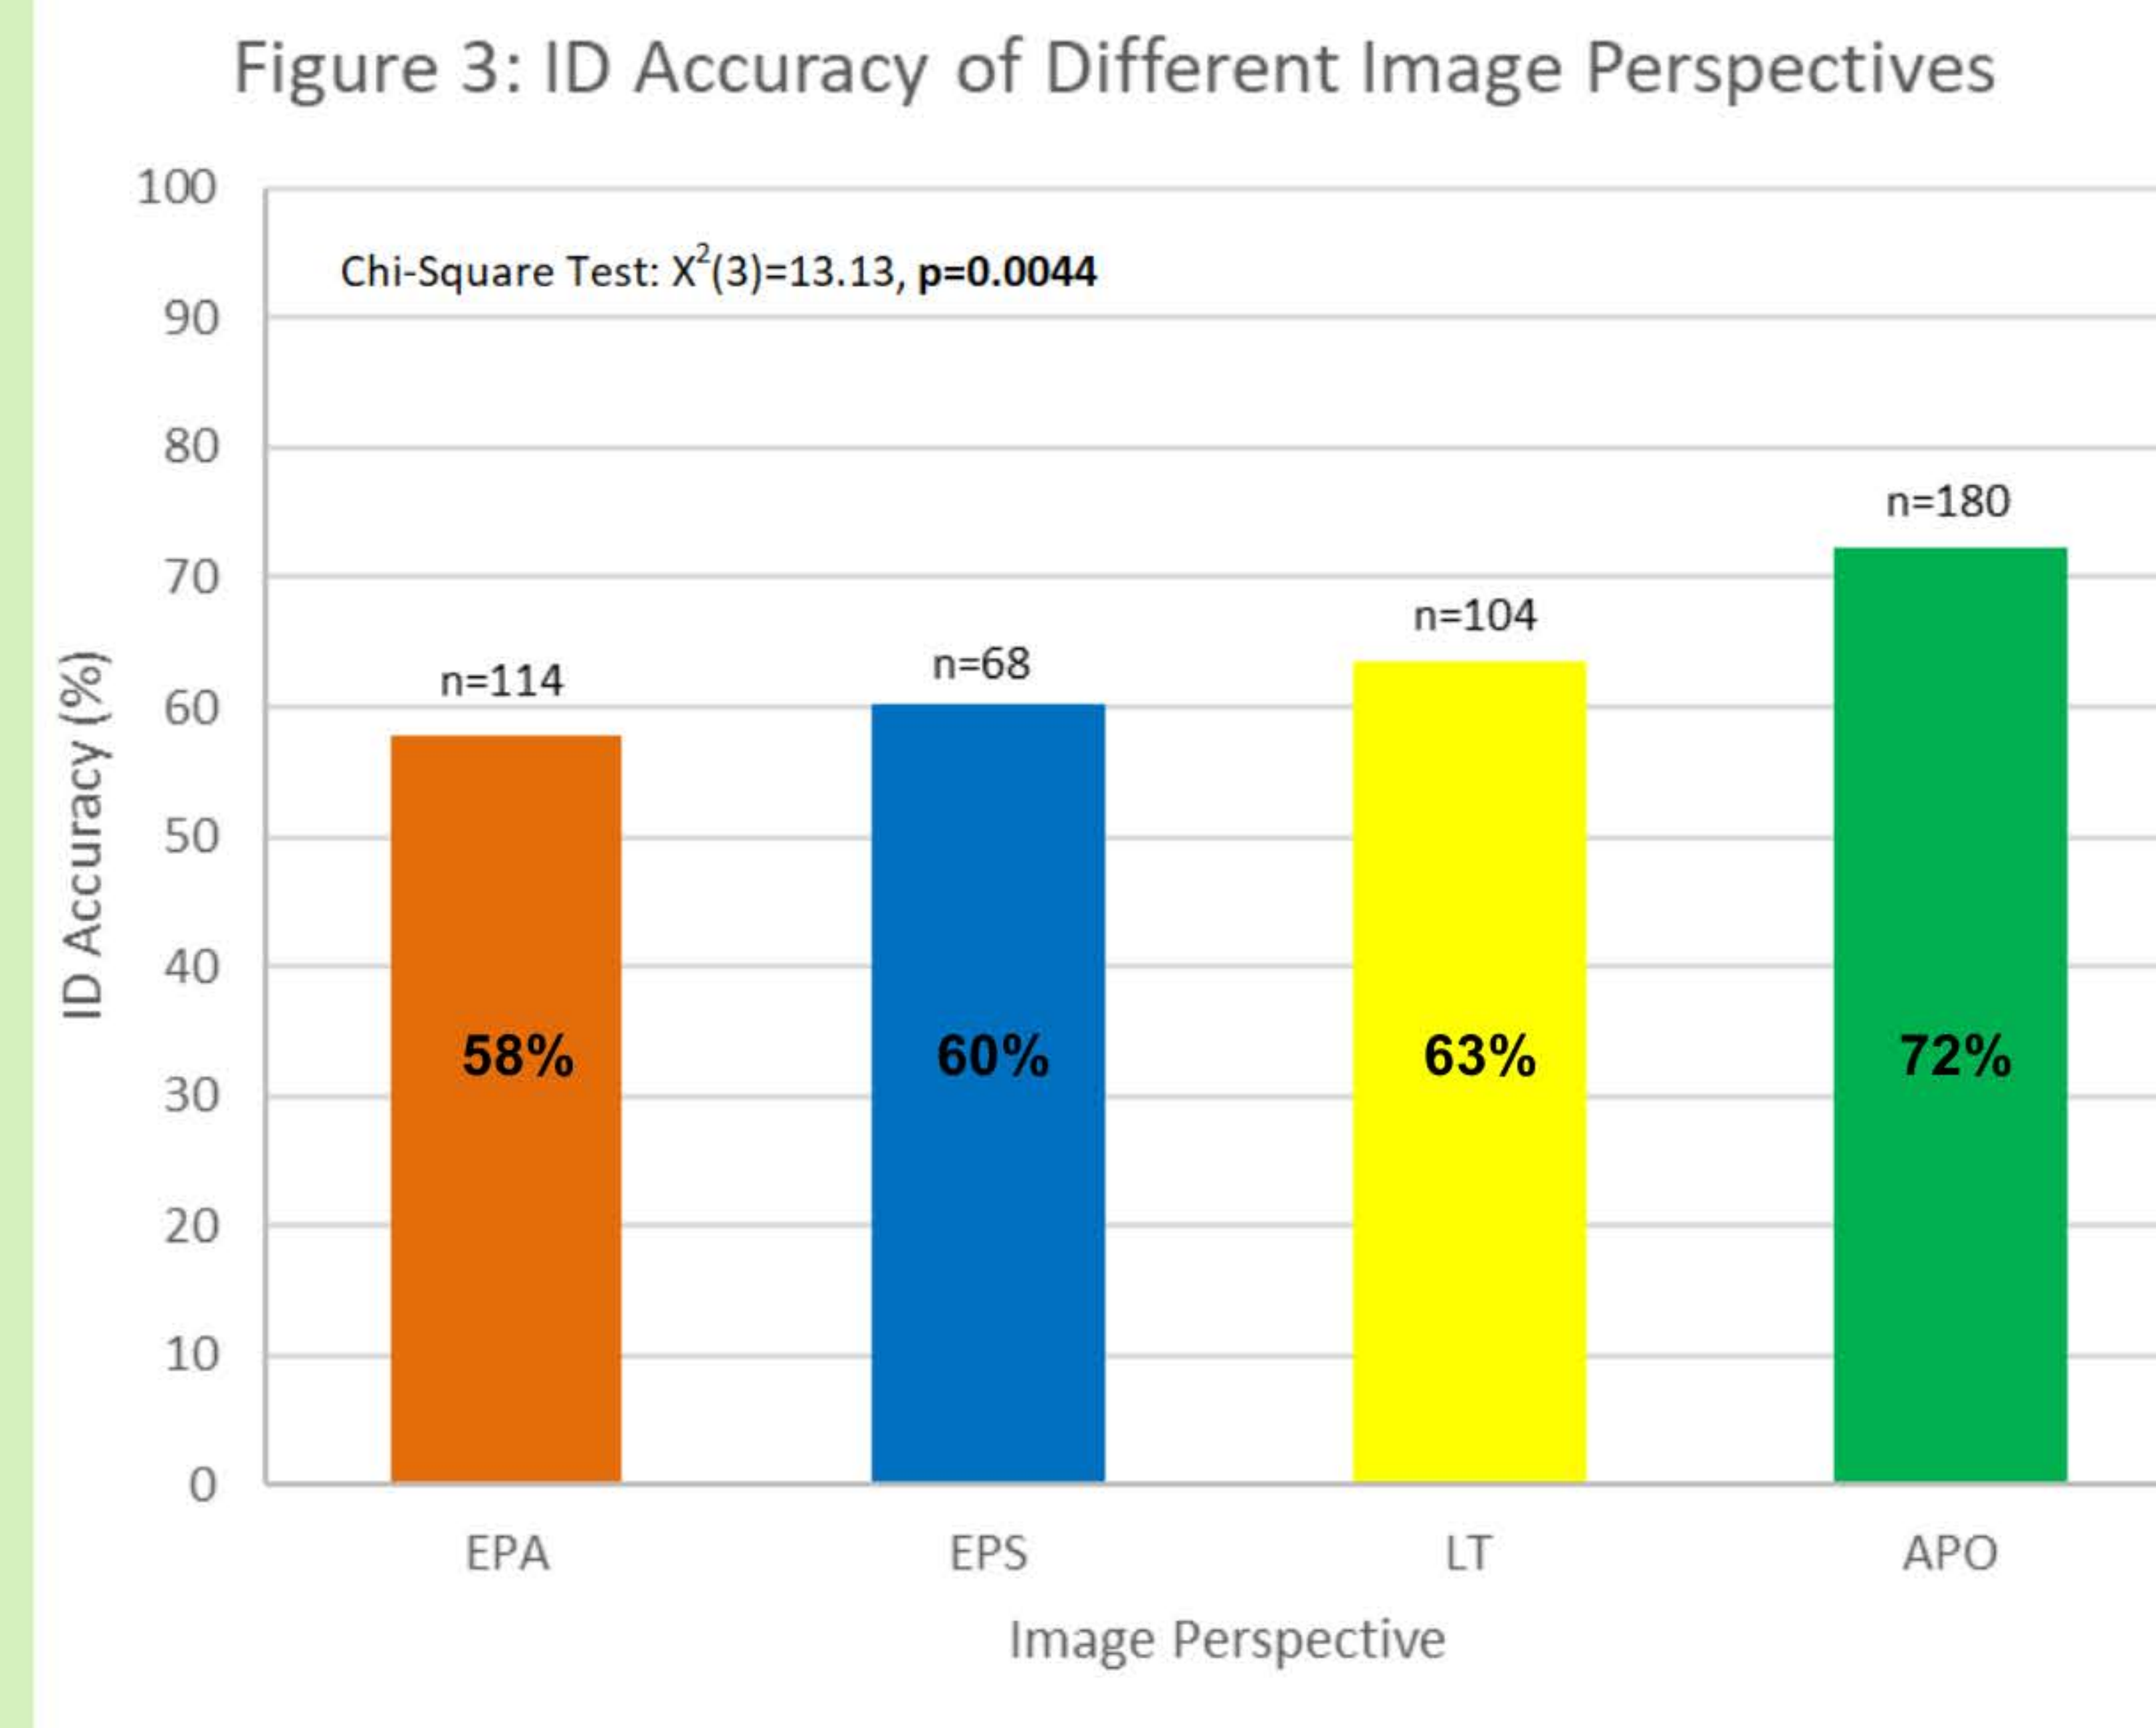 Figure 3: ID Accuracy of Different Image Perspectives
100
Chi-Square Test: X²(3)=13.13, p=0.0044
90
80
n=180
70
n=104
n=68
n=114
60
50
ID Accuracy (%)
40
58%
60%
63%
72%
30
20
10
0
EPA
EPS
LT
APO
Image Perspective